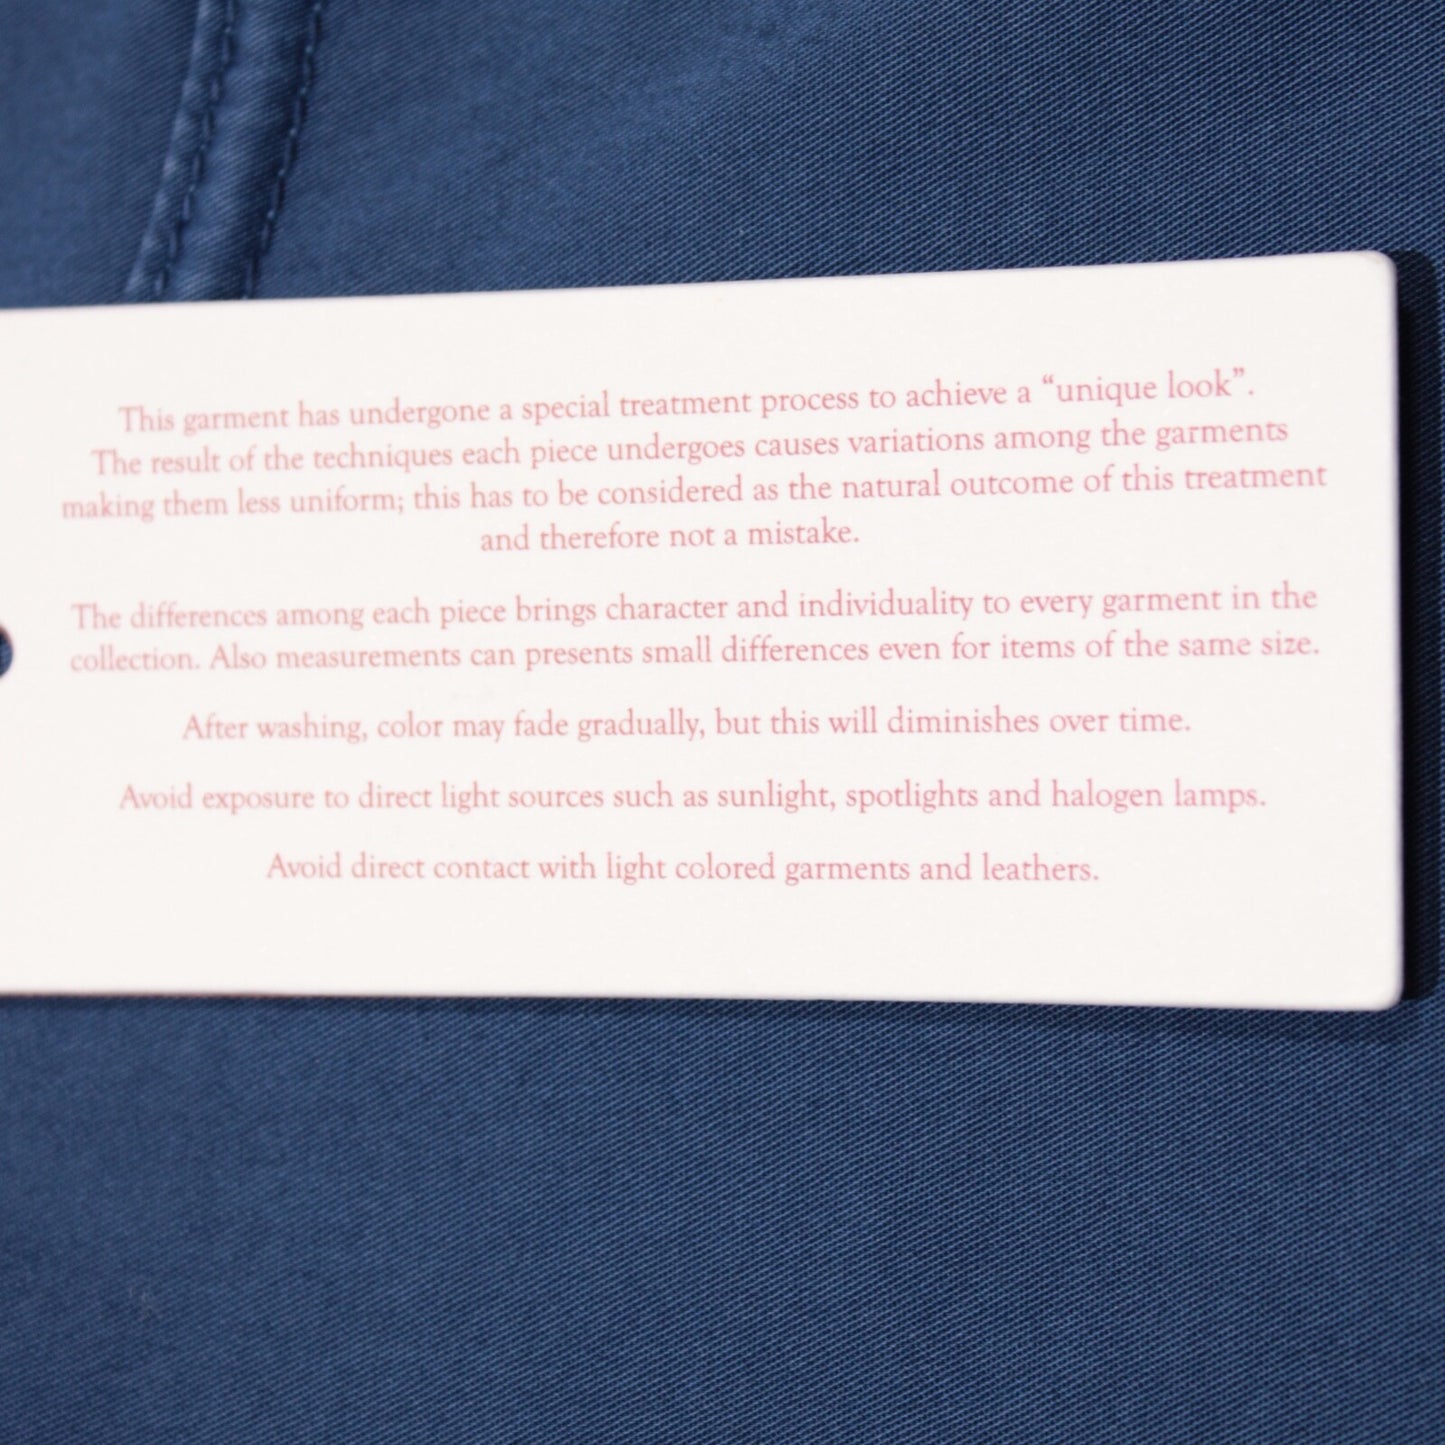 This garment has undergone a special treatment process to achieve a “unique look”.
The result of the techniques each piece undergoes causes variations among the garments
making them less uniform; this has to be considered as the natural outcome of this treatment
and therefore not a mistake.
The differences among each piece brings character and individuality to every garment in the
collection. Also measurements can presents small differences even for items of the same size.
After washing, color may fade gradually, but this will diminishes over time.
Avoid exposure to direct light sources such as sunlight, spotlights and halogen lamps.
Avoid direct contact with light colored garments and leathers.